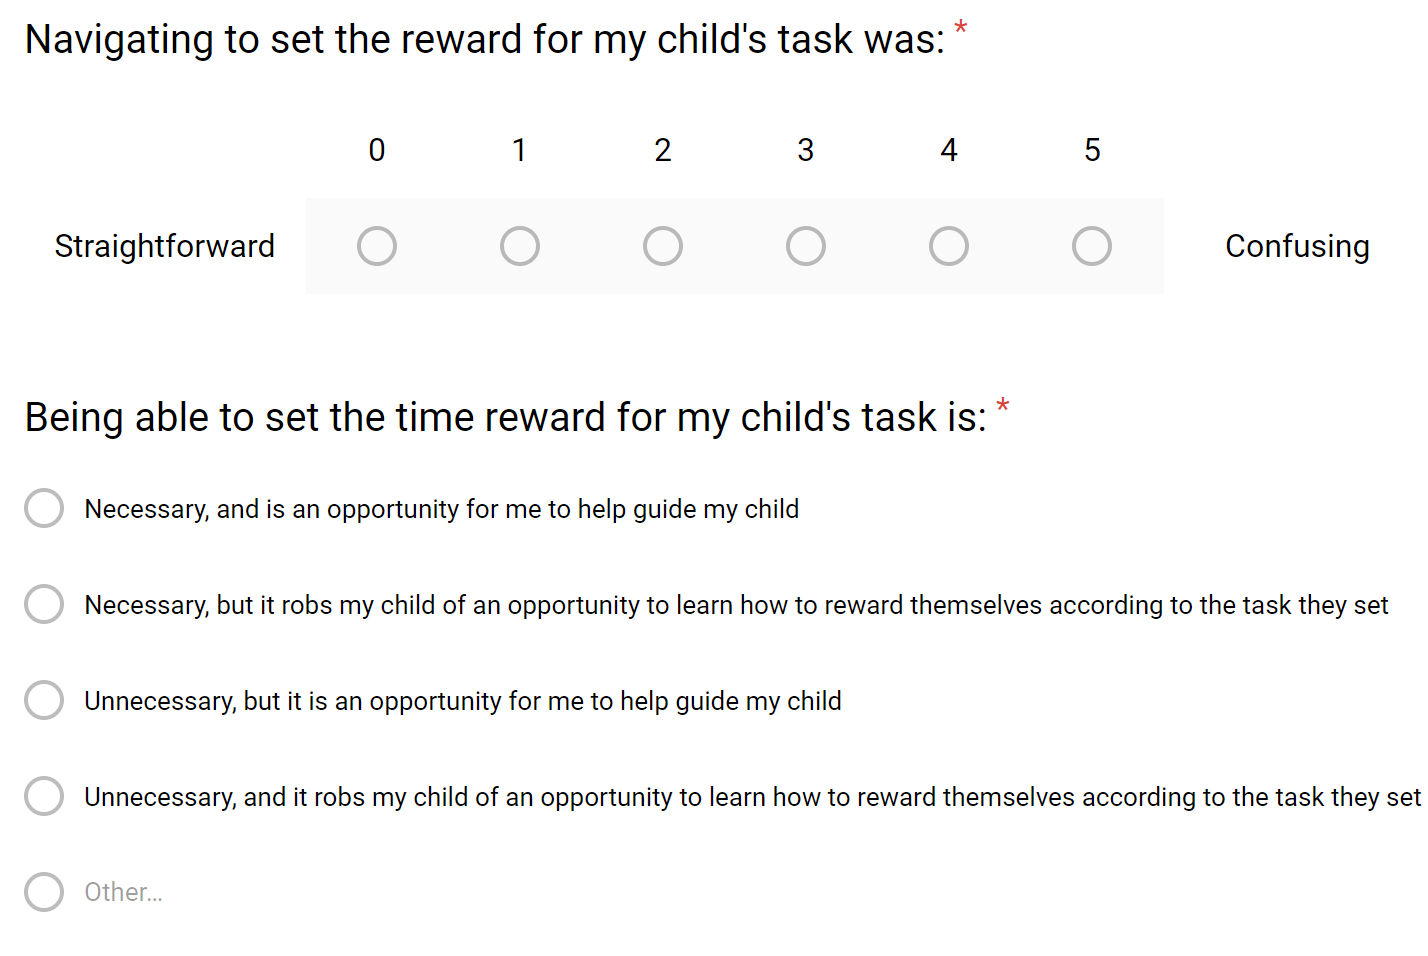 Navigating to set the reward for my child's task was: *
0 1 2 3 4 5
Straightforward Confusing
Being able to set the time reward for my child's task is: *
Necessary, and is an opportunity for me to help guide my child
Necessary, but it robs my child of an opportunity to learn how to reward themselves according to the task they set
Unnecessary, but it is an opportunity for me to help guide my child
Unnecessary, and it robs my child of an opportunity to learn how to reward themselves according to the task they set
Other...